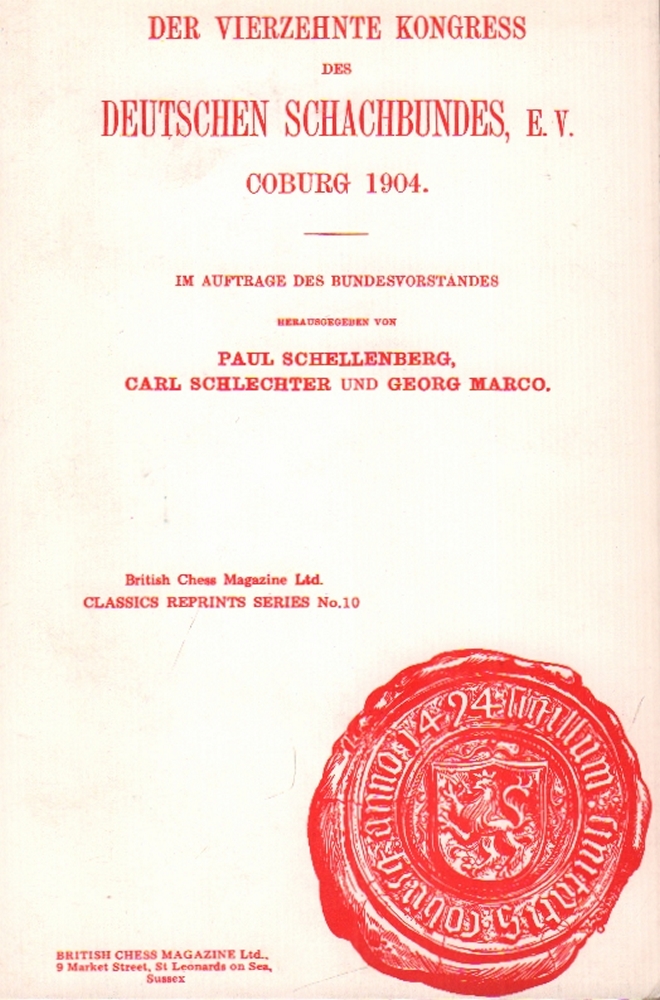 DER VIERZEHNTE KONGRESS
DES
DEUTSCHEN SCHACHBUNDES, E. V.
COBURG 1904.
IM AUFTRAGE DES BUNDESVORSTANDES
HERAUSGEGEBEN VON
PAUL SCHELLENBERG,
CARL SCHLECHTER UND GEORG MARCO.
British Chess Magazine Ltd.
CLASSICS REPRINTS SERIES No.10
anno 1494
BRITISH CHESS MAGAZINE Ltd.,
9 Market Street, St Leonards on Sea,
Sussex